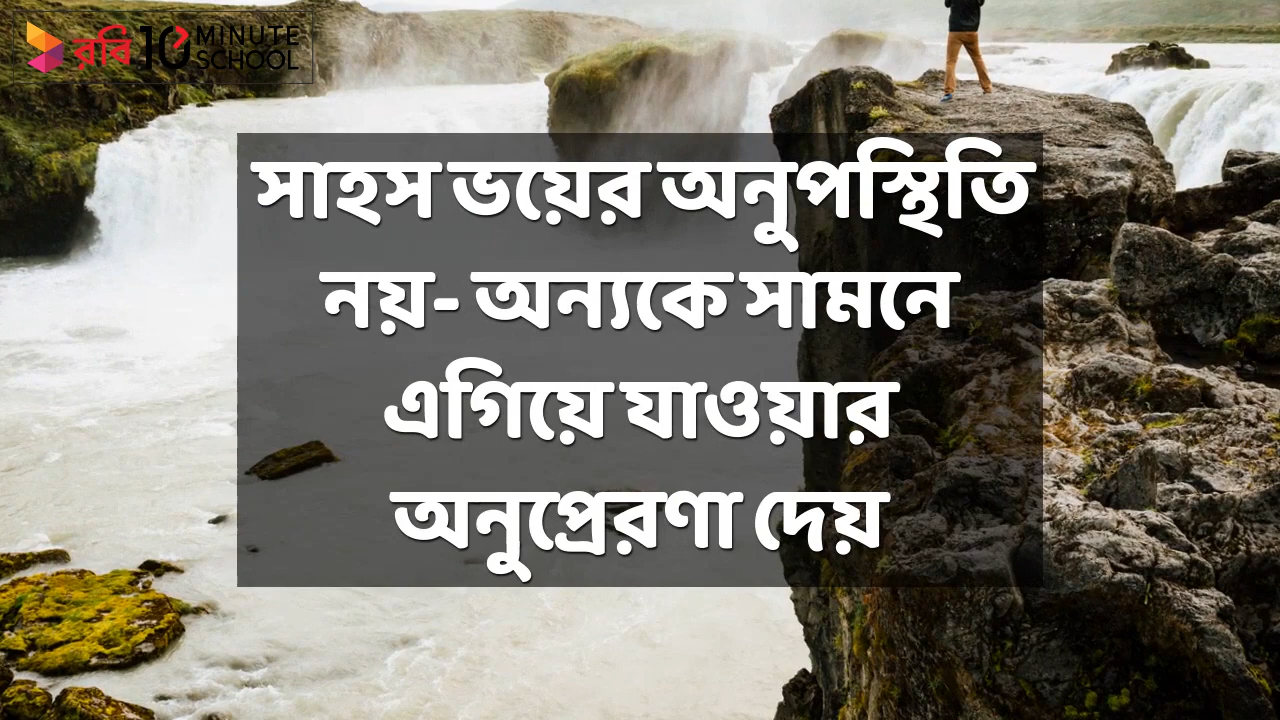 রবি 10 MINUTE SCHOOL
সাহস ভয়ের অনুপস্থিতি
নয়- অন্যকে সামনে
এগিয়ে যাওয়ার
অনুপ্রেরণা দেয়